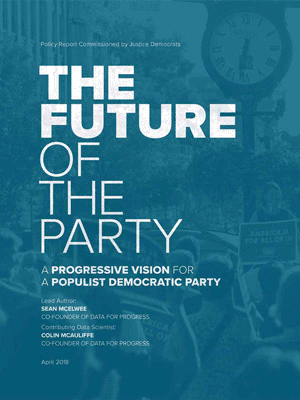 Policy Report Commissioned by Justice Democrats
THE
FUTURE
OF
THE
PARTY
A PROGRESSIVE VISION FOR
A POPULIST DEMOCRATIC PARTY
Lead Author:
SEAN MCELWEE
CO-FOUNDER OF DATA FOR PROGRESS
Contributing Data Scientist:
COLIN MCAULIFFE
CO-FOUNDER OF DATA FOR PROGRESS
April 2018